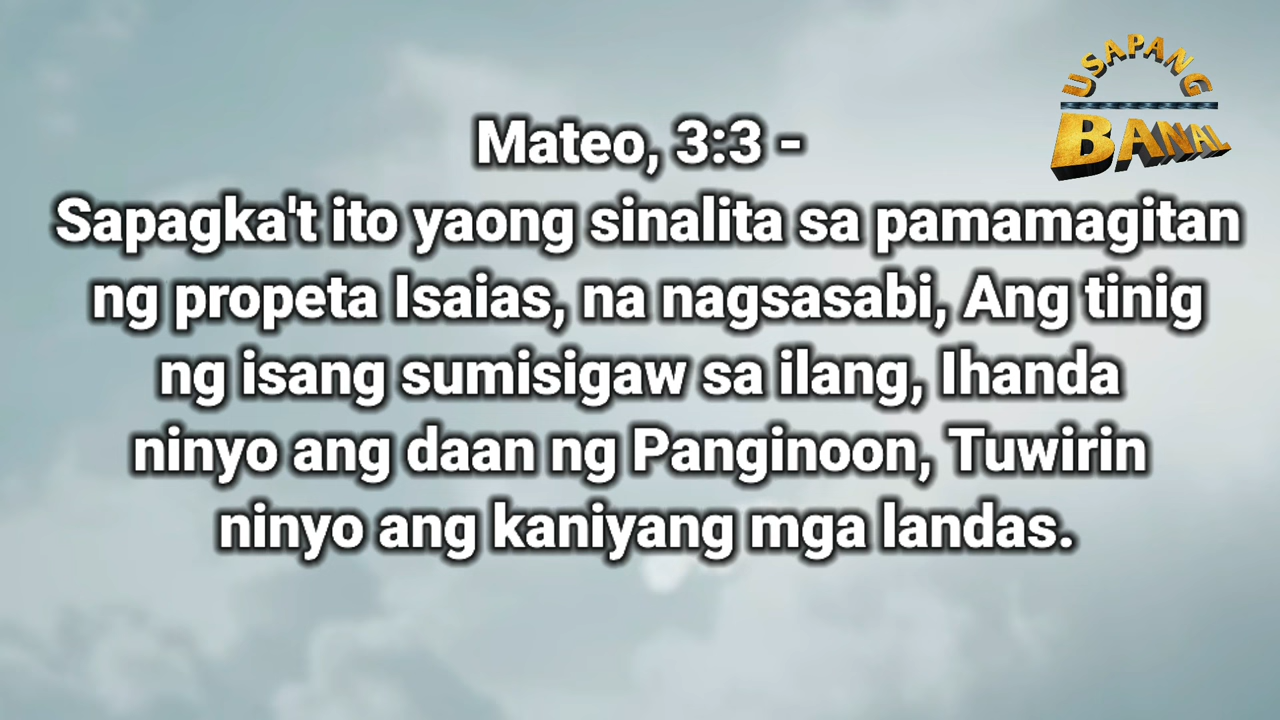 USAPANG
BANAL
Mateo, 3:3 -
Sapagka't ito yaong sinalita sa pamamagitan
ng propeta Isaias, na nagsasabi, Ang tinig
ng isang sumisigaw sa ilang, Ihanda
ninyo ang daan ng Panginoon, Tuwirin
ninyo ang kaniyang mga landas.